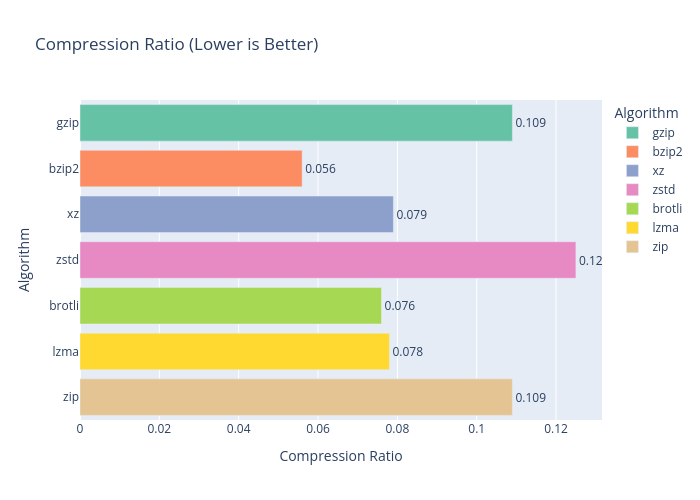 Compression Ratio (Lower is Better)
Algorithm
gzip
bzip2
xz
zstd
brotli
lzma
zip
gzip 0.109
bzip2 0.056
xz 0.079
zstd 0.12
brotli 0.076
lzma 0.078
zip 0.109
Algorithm
0 0.02 0.04 0.06 0.08 0.1 0.12
Compression Ratio